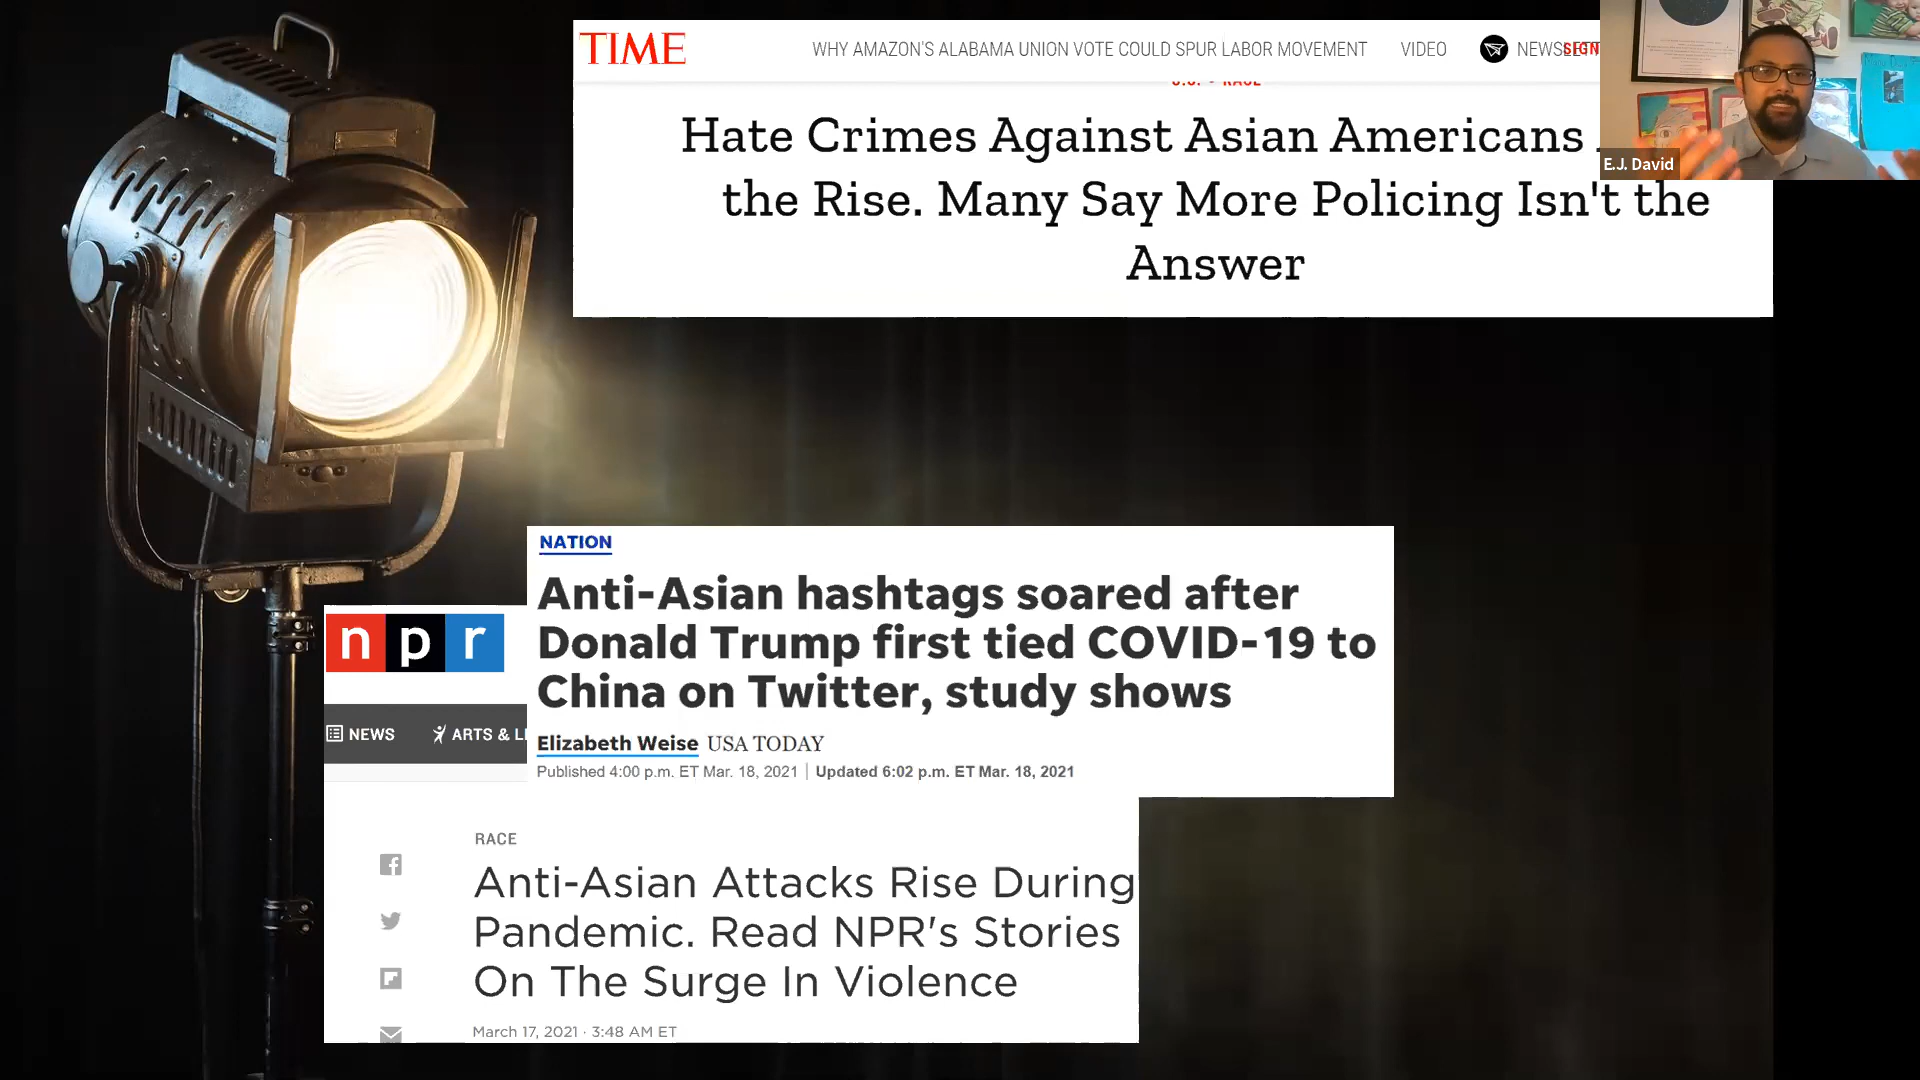 TIME
WHY AMAZON'S ALABAMA UNION VOTE COULD SPUR LABOR MOVEMENT VIDEO
U.S. • RACE
Hate Crimes Against Asian Americans
the Rise. Many Say More Policing Isn't the
Answer
E.J. David
NATION
Anti-Asian hashtags soared after
Donald Trump first tied COVID-19 to
China on Twitter, study shows
Elizabeth Weise USA TODAY
Published 4:00 p.m. ET Mar. 18, 2021 | Updated 6:02 p.m. ET Mar. 18, 2021
npr
NEWS ARTS &
RACE
Anti-Asian Attacks Rise During
Pandemic. Read NPR's Stories
On The Surge In Violence
March 17, 2021 · 3:48 AM ET